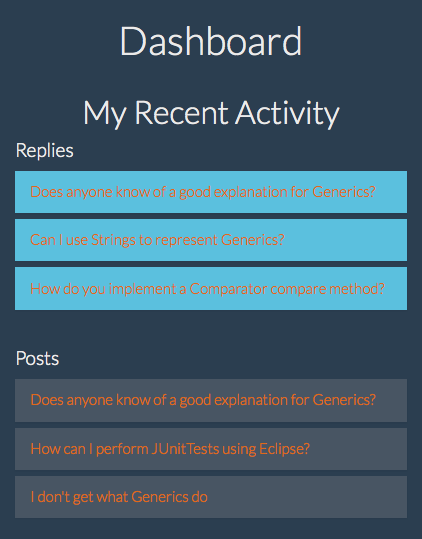 Dashboard
My Recent Activity
Replies
Does anyone know of a good explanation for Generics?
Can I use Strings to represent Generics?
How do you implement a Comparator compare method?
Posts
Does anyone know of a good explanation for Generics?
How can I perform JUnitTests using Eclipse?
I don't get what Generics do